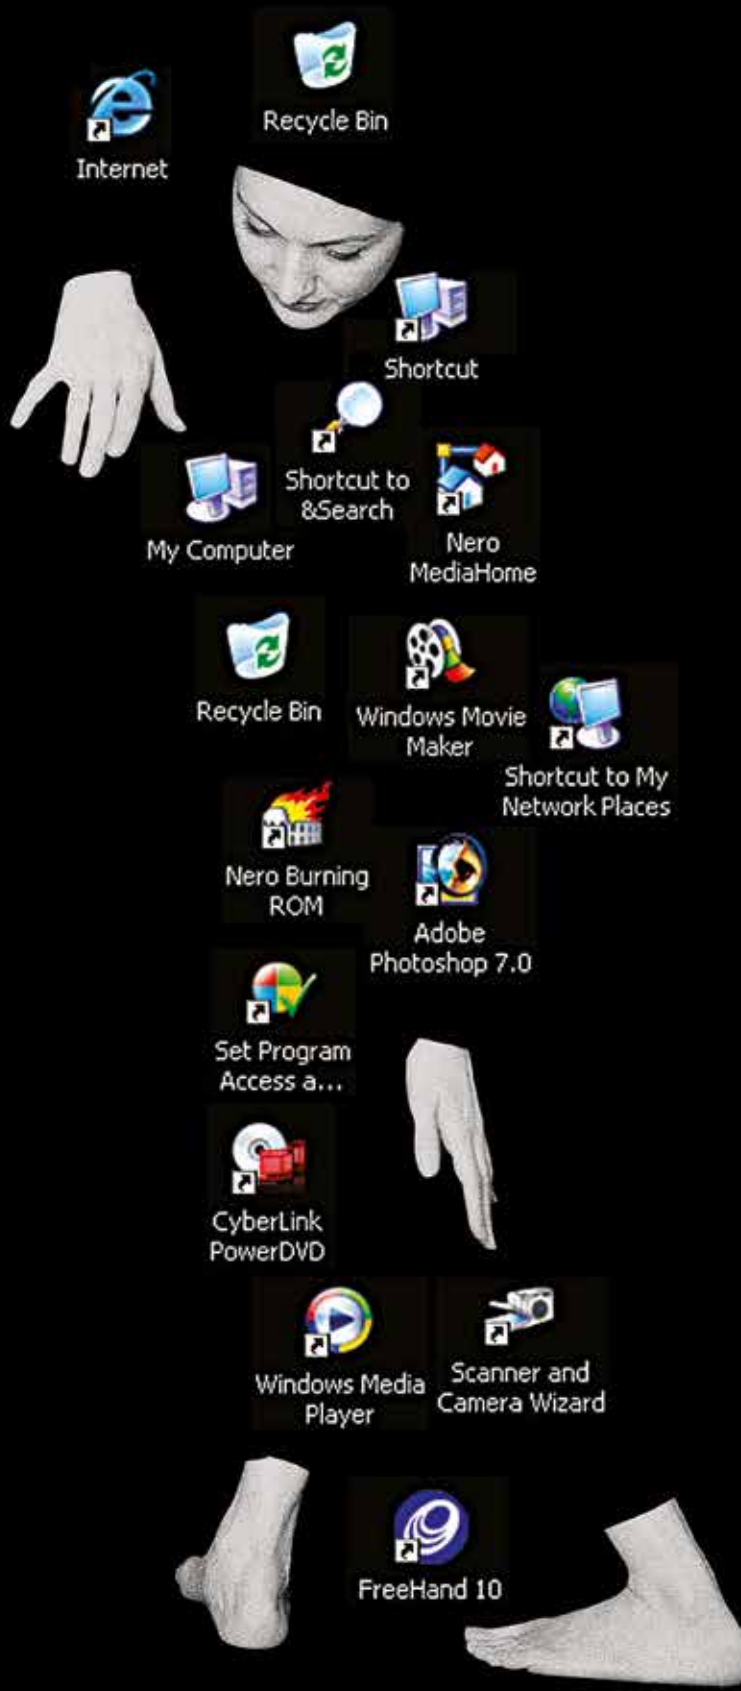 Recycle Bin
Internet
Shortcut
Shortcut to
&Search
My Computer
Nero
MediaHome
Recycle Bin
Windows Movie
Maker
Shortcut to My
Network Places
Nero Burning
ROM
Adobe
Photoshop 7.0
Set Program
Access a...
CyberLink
PowerDVD
Windows Media
Player
Scanner and
Camera Wizard
FreeHand 10